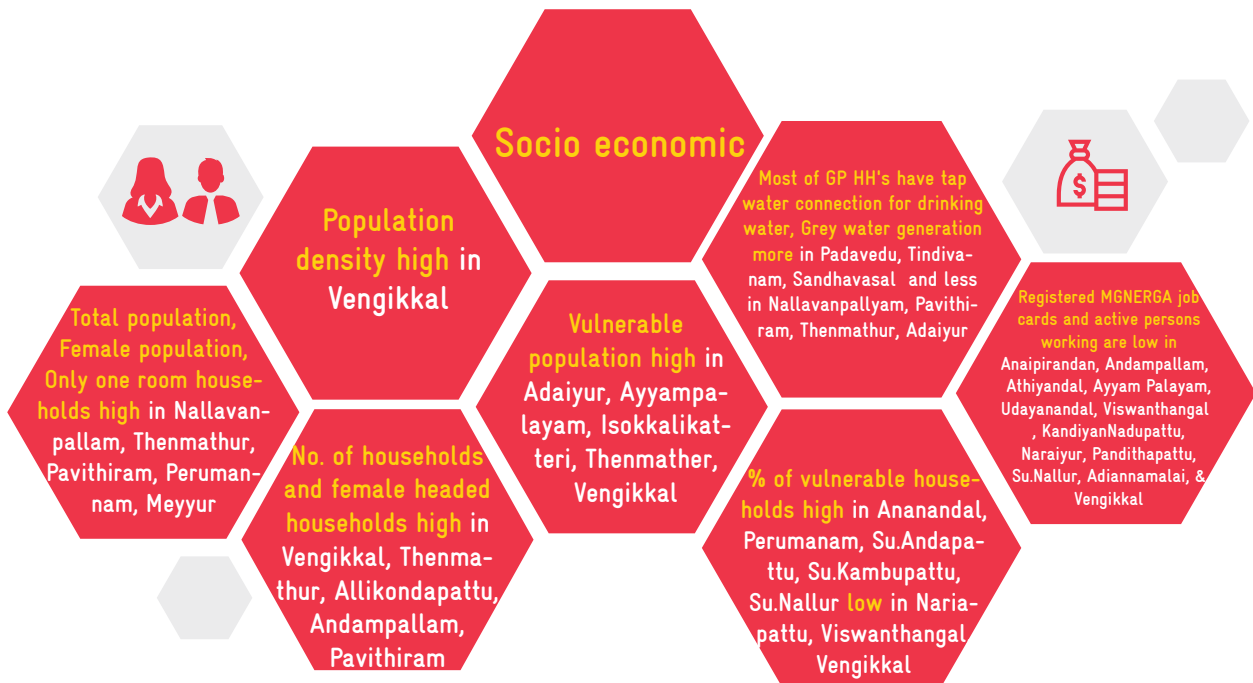 Socio economic
Population
density high in
Vengikkal
Most of GP HH's have tap
water connection for drinking
water, Grey water generation
more in Padavedu, Tindiva-
nam, Sandhavasal and less
in Nallavanpallyam, Pavithi-
ram, Thenmathur, Adaiyur
Total population,
Female population,
Only one room house-
holds high in Nallavan-
pallam, Thenmathur,
Pavithiram, Peruman-
nam, Meyyur
Vulnerable
population high in
Adaiyur, Ayyampa-
layam, Isokkalikat-
teri, Thenmather,
Vengikkal
Registered MGNERGA job
cards and active persons
working are low in
Anaipirandan, Andampallam,
Athiyandal, Ayyam Palayam,
Udayanandal, Viswanthangal
, KandiyanNadupattu,
Naraiyur, Pandithapattu,
Su.Nallur, Adiannamalai, &
Vengikkal
No. of households
and female headed
households high in
Vengikkal, Thenma-
thur, Allikondapattu,
Andampallam,
Pavithiram
% of vulnerable house-
holds high in Ananandal,
Perumanam, Su.Andapa-
ttu, Su.Kambupattu,
Su.Nallur low in Naria-
pattu, Viswanthangal
Vengikkal
$